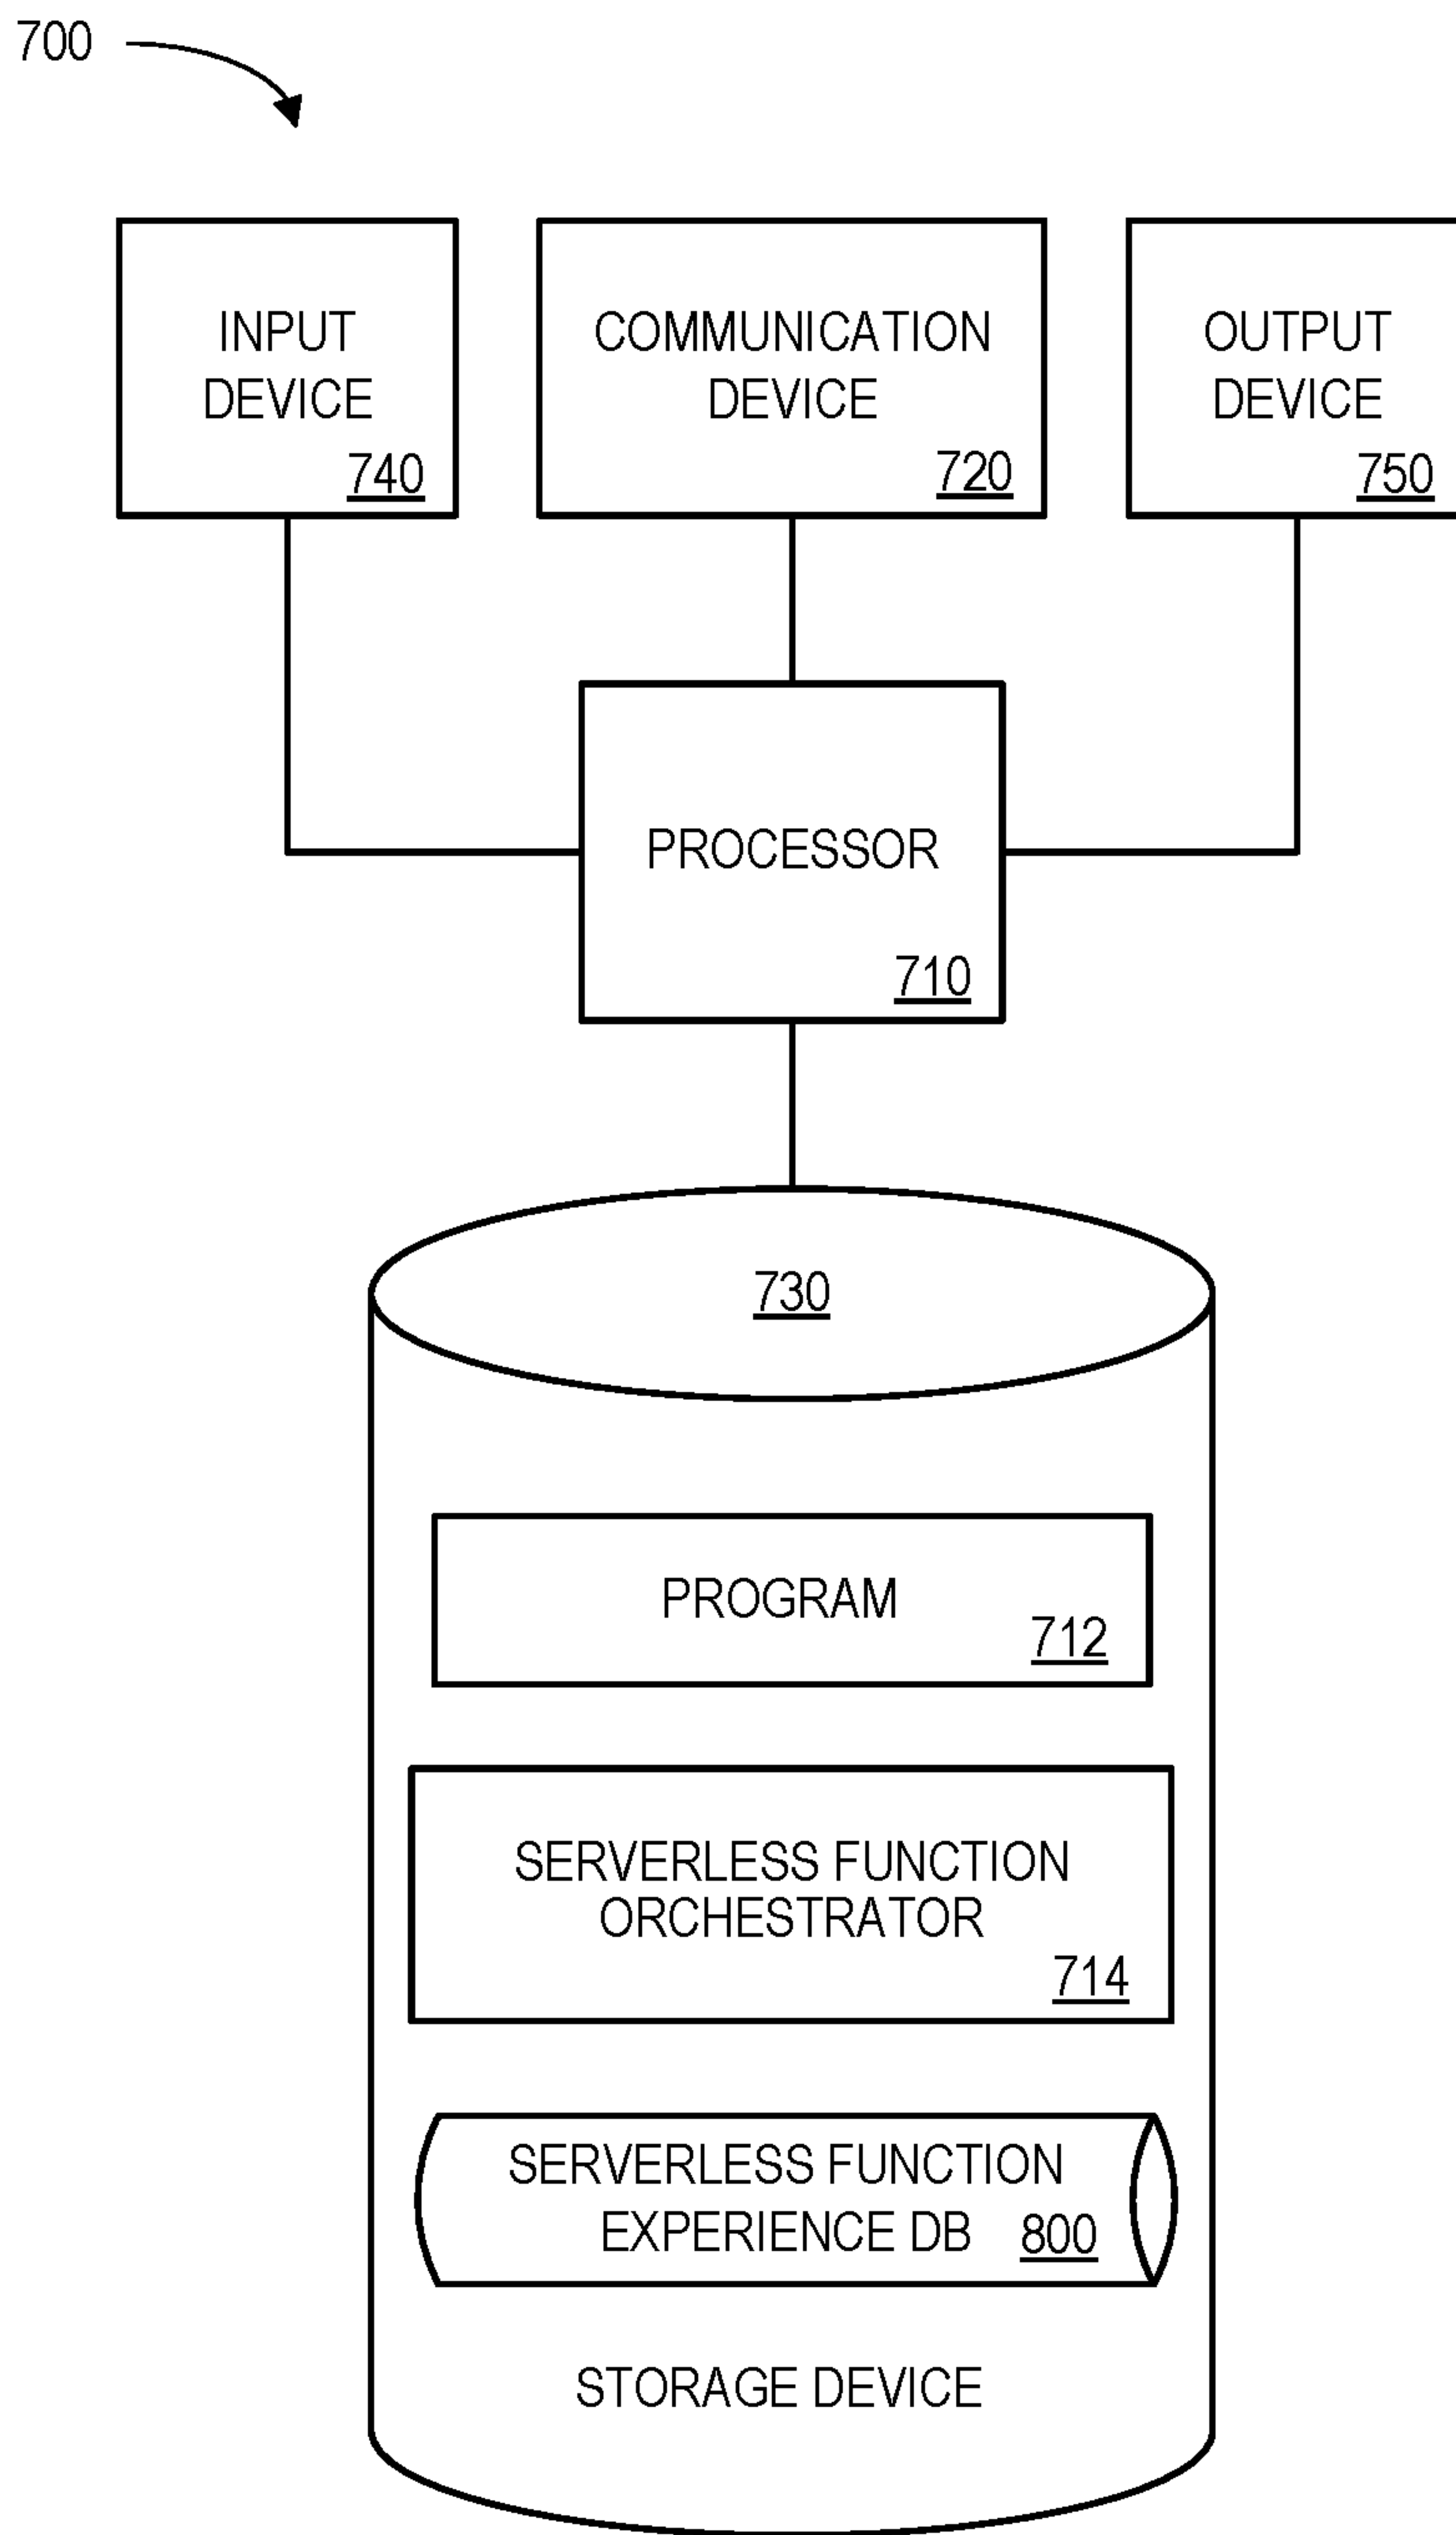 700
INPUT
DEVICE
740
COMMUNICATION
DEVICE
720
OUTPUT
DEVICE
750
PROCESSOR
710
730
PROGRAM
712
SERVERLESS FUNCTION
ORCHESTRATOR
714
SERVERLESS FUNCTION
EXPERIENCE DB 800
STORAGE DEVICE